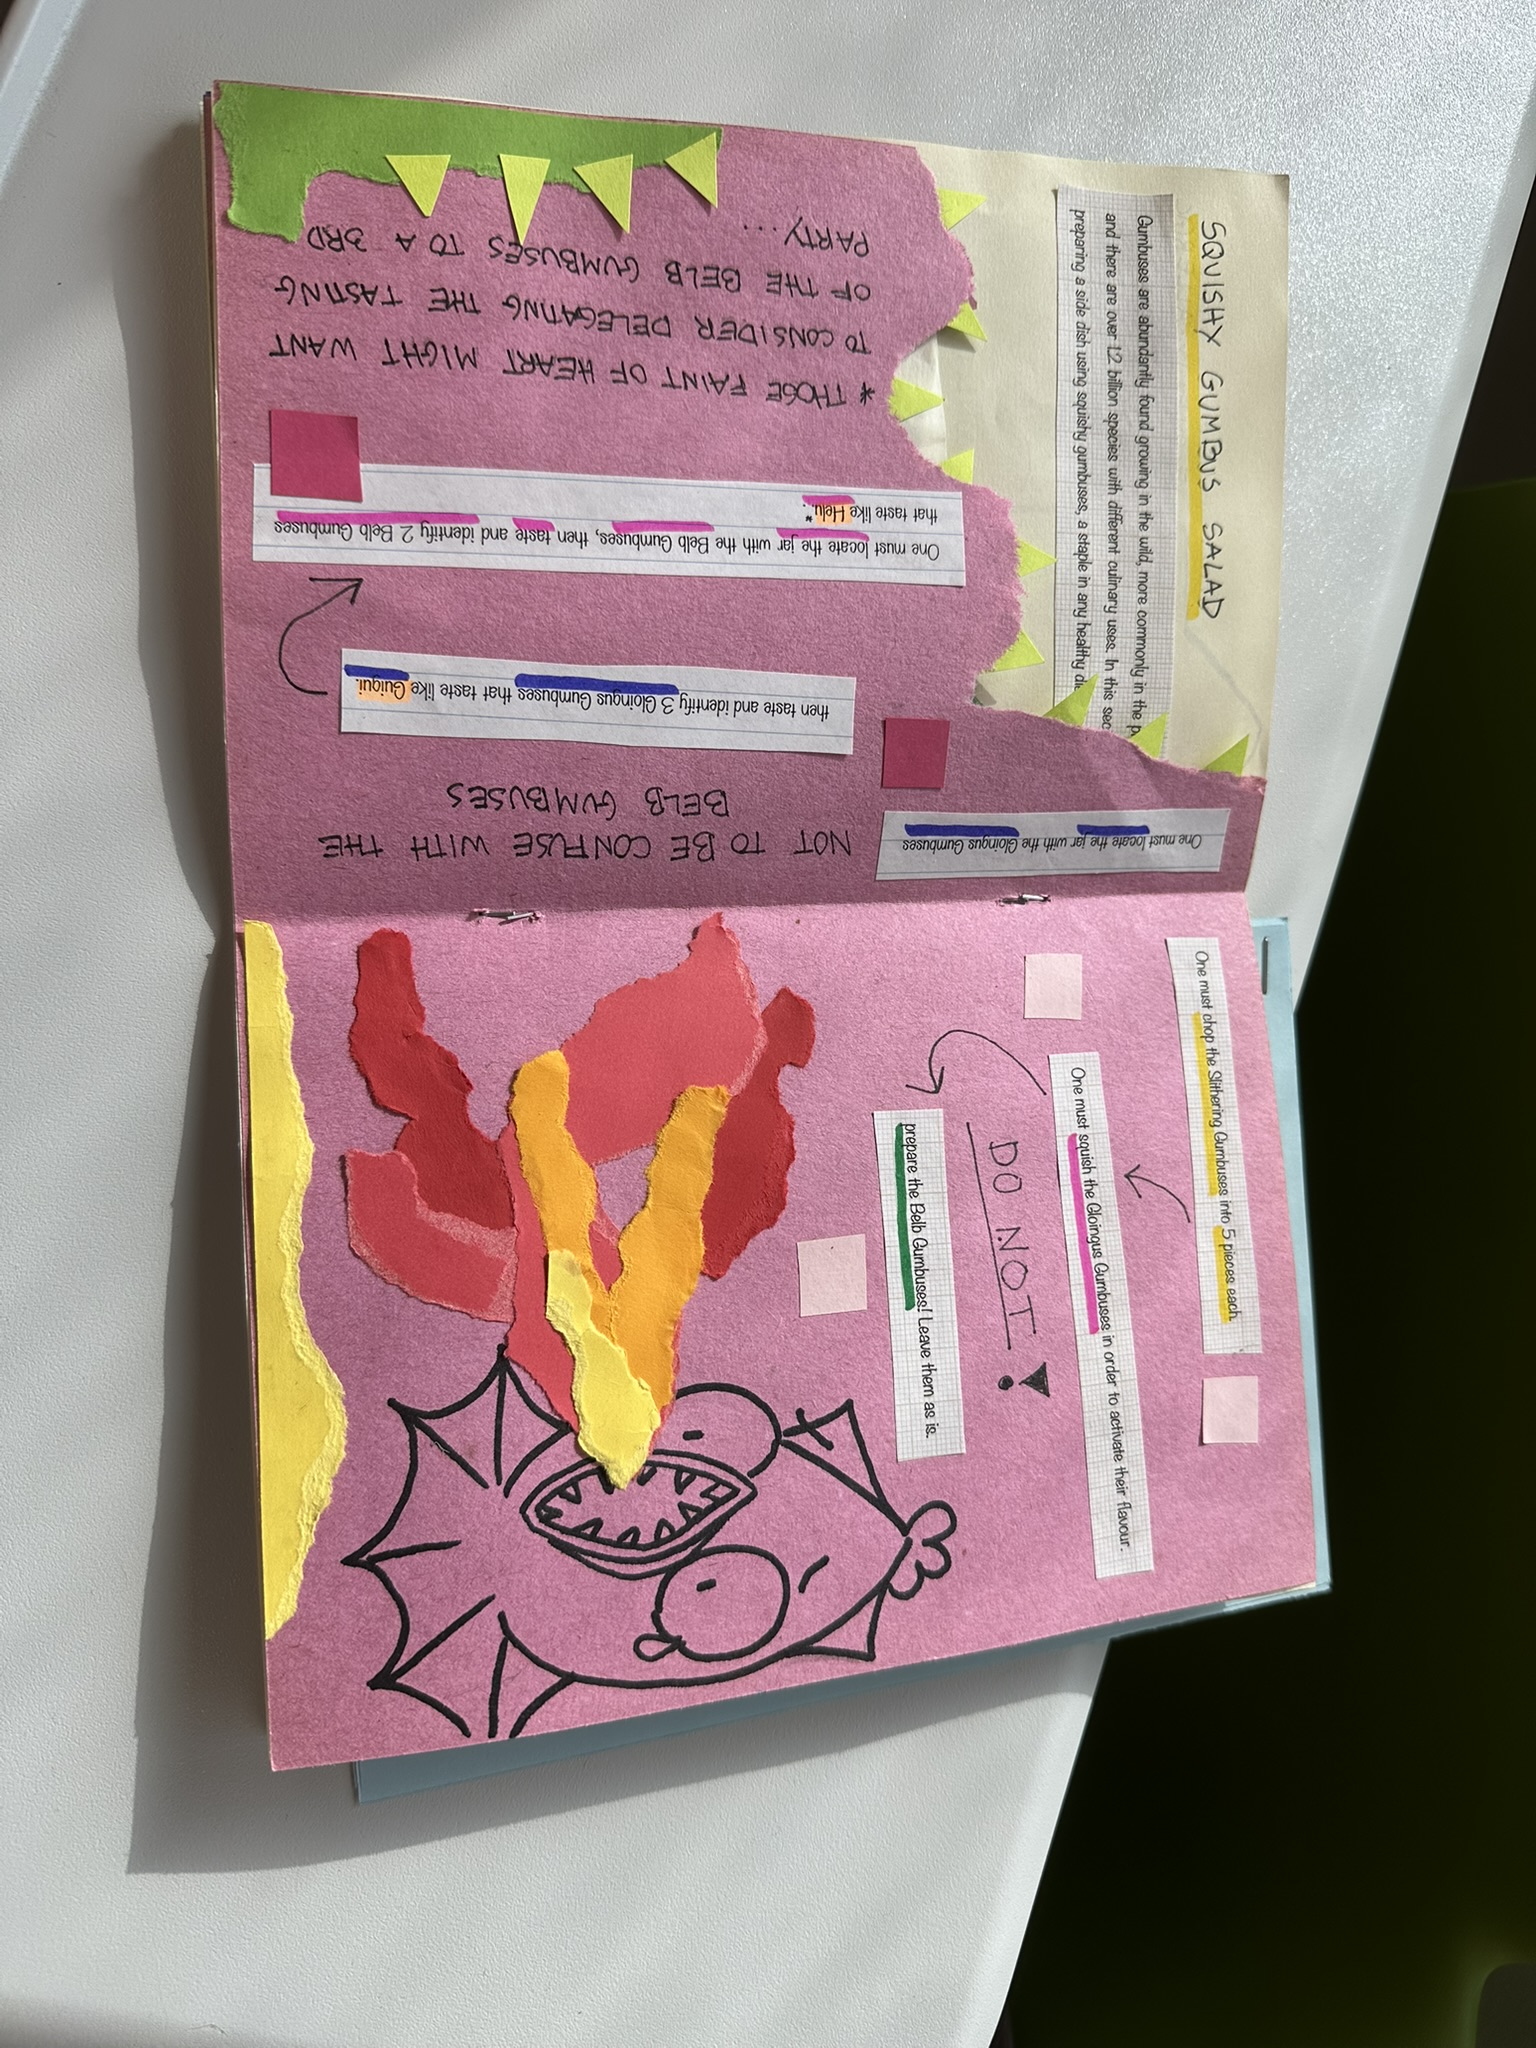 SQUISHY GUMBUS SALAD
Gumbuses are abundantly found growing in the wild, more commonly in the
and there are over 1.2 billion species with different culinary uses. In this
preparing a side dish using squishy gumbuses, a staple in any healthy
One must locate the jar with the Gloingus Gumbuses
NOT TO BE CONFUSE WITH THE
BELB GUMBUSES
then taste and identify 3 Gloingus Gumbuses that taste like Guigui.
One must locate the jar with the Belb Gumbuses, then taste and identify 2 Belb Gumbuses
that taste like Helu.*
* THOSE FAINT OF HEART MIGHT WANT
TO CONSIDER DELEGATING THE TASTING
OF THE BELB GUMBUSES TO A 3RD
PARTY...
One must chop the Slithering Gumbuses into 5 pieces each.
One must squish the Gloingus Gumbuses in order to activate their flavour.
DO NOT!
prepare the Belb Gumbuses! Leave them as is.